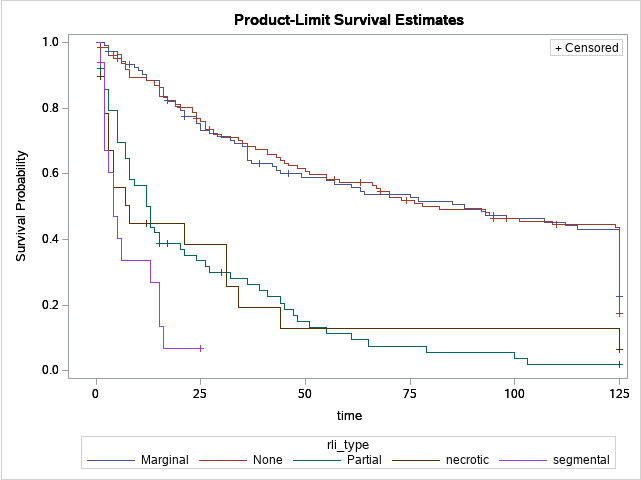 Product-Limit Survival Estimates
+ Censored
1.0
0.8
0.6
0.4
0.2
0.0
Survival Probability
0 25 50 75 100 125
time
rli_type
Marginal None Partial necrotic segmental